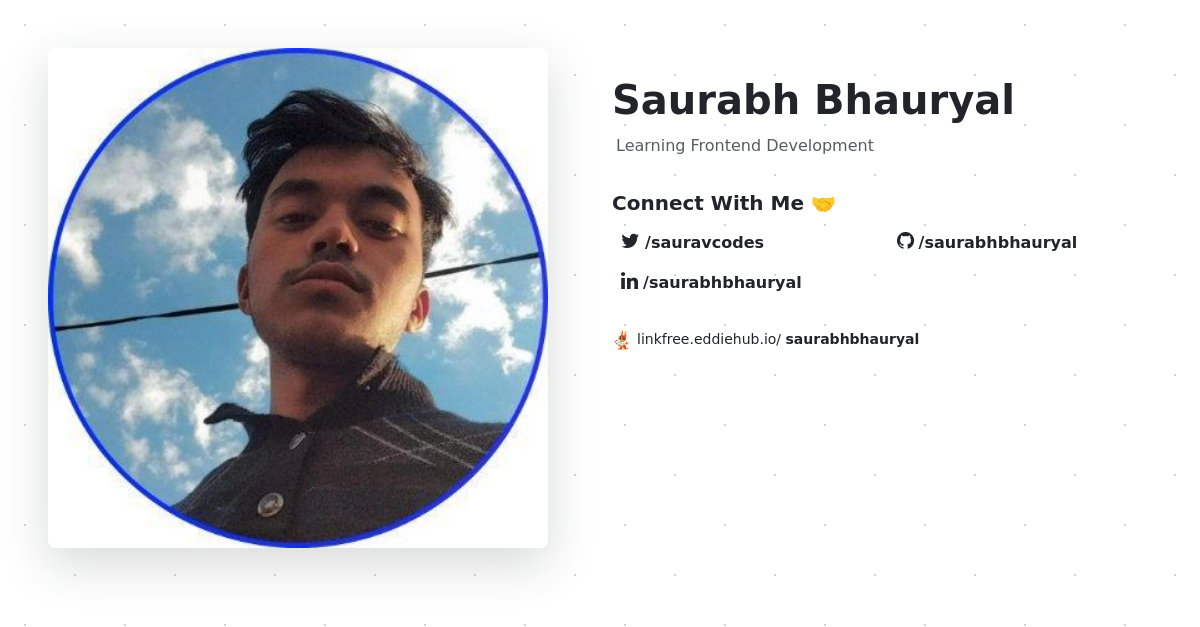 Saurabh Bhauryal
Learning Frontend Development
Connect With Me 🤝
/sauravcodes
/saurabhbhauryal
/saurabhbhauryal
linkfree.eddiehub.io/ saurabhbhauryal